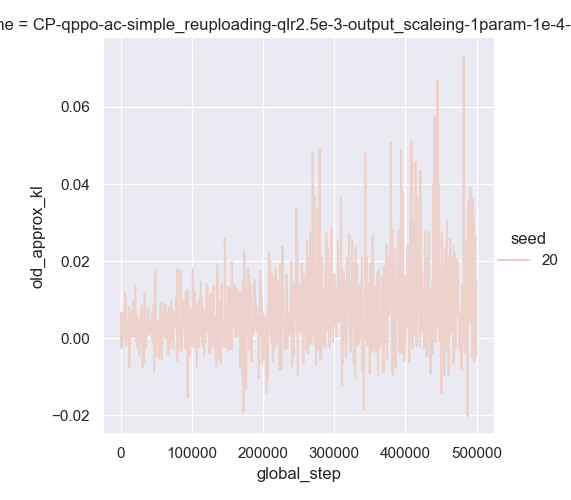 ne = CP-qppo-ac-simple_reuploading-qlr2.5e-3-output_scaleing-1param-1e-4-
0.06
0.04
0.02
0.00
−0.02
old_approx_kl
0 100000 200000 300000 400000 500000
global_step
seed
20